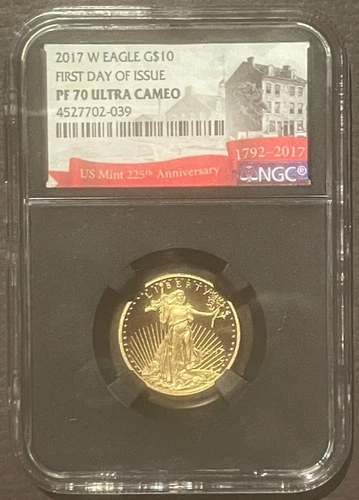 2017 W EAGLE G$10
FIRST DAY OF ISSUE
PF 70 ULTRA CAMEO
4527702-039
1792-2017
US Mint 225th Anniversary
NGC®
LIBERTY